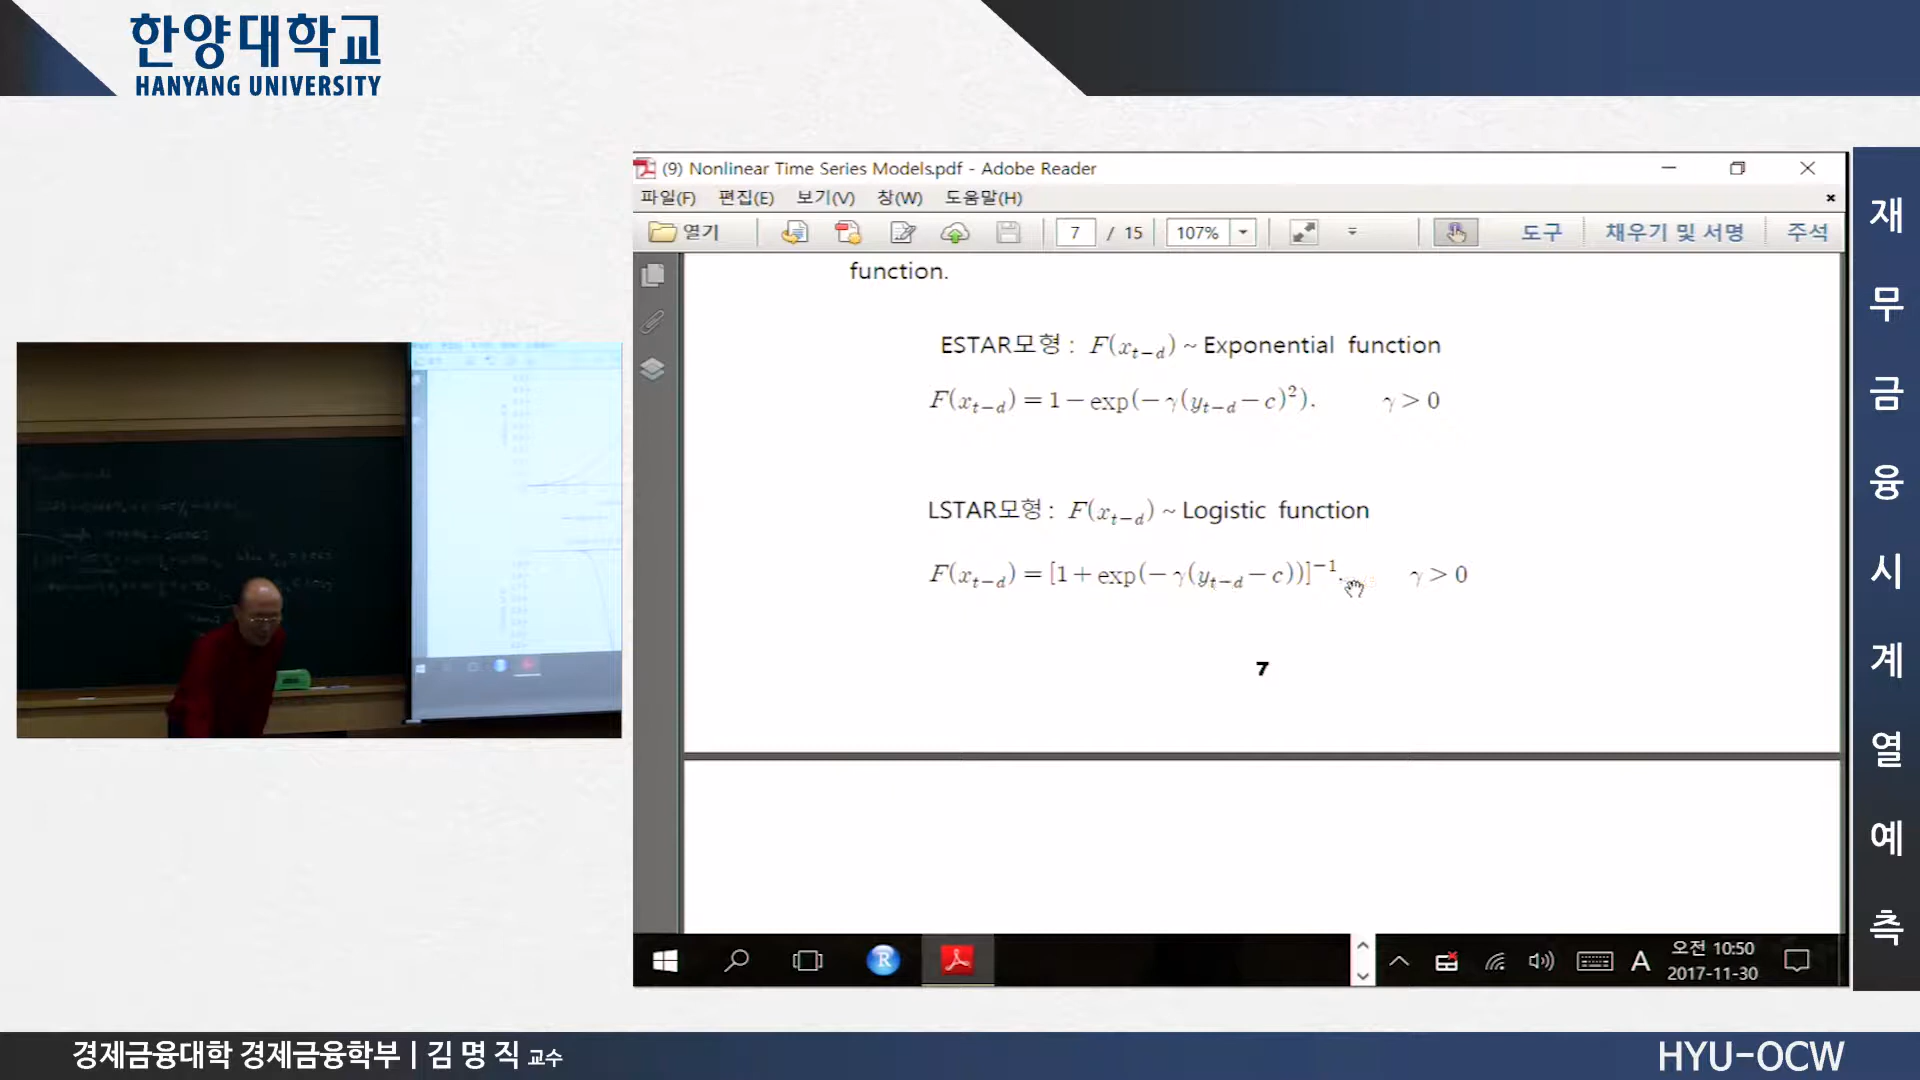 한양대학교
HANYANG UNIVERSITY
(9) Nonlinear Time Series Models.pdf - Adobe Reader
파일(F) 편집(E) 보기(V) 창(W) 도움말(H)
열기 7 / 15 107% 도구 채우기 및 서명 주석
function.
ESTAR모형 : F(x_{t-d}) ~ Exponential function
F(x_{t-d}) = 1 - exp(-γ(y_{t-d} - c)²). γ > 0
LSTAR모형 : F(x_{t-d}) ~ Logistic function
F(x_{t-d}) = [1 + exp(-γ(y_{t-d} - c))]⁻¹. γ > 0
7
A 오전 10:50
2017-11-30
재무금융시계열예측
경제금융대학 경제금융학부 | 김명직 교수
HYU-OCW